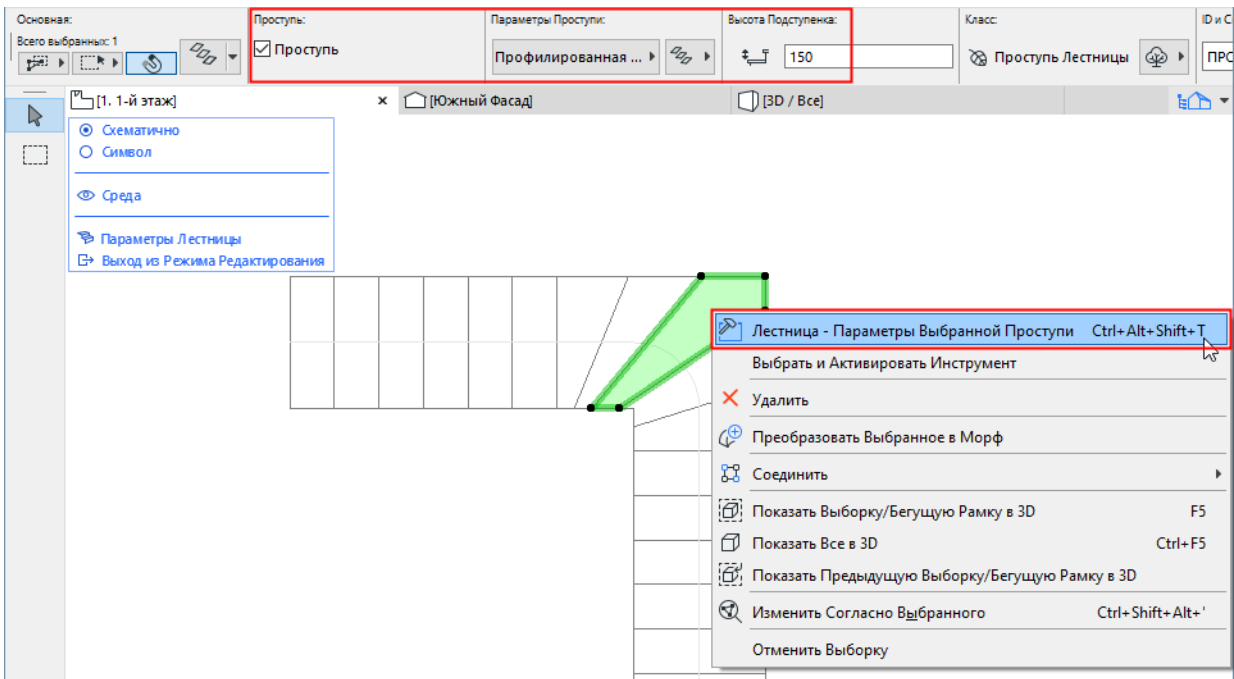 Основная:
Проступь:
Параметры Проступи:
Высота Подступенка:
Класс:
ID и С
Всего выбранных: 1
Проступь
Профилированная ...
150
Проступь Лестницы
ПРО
[1. 1-й этаж]
[Южный Фасад]
[3D / Все]
Схематично
Символ
Среда
Параметры Лестницы
Выход из Режима Редактирования
Лестница - Параметры Выбранной Проступи Ctrl+Alt+Shift+T
Выбрать и Активировать Инструмент
Удалить
Преобразовать Выбранное в Морф
Соединить
Показать Выборку/Бегущую Рамку в 3D F5
Показать Все в 3D Ctrl+F5
Показать Предыдущую Выборку/Бегущую Рамку в 3D
Изменить Согласно Выбранного Ctrl+Shift+Alt+'
Отменить Выборку